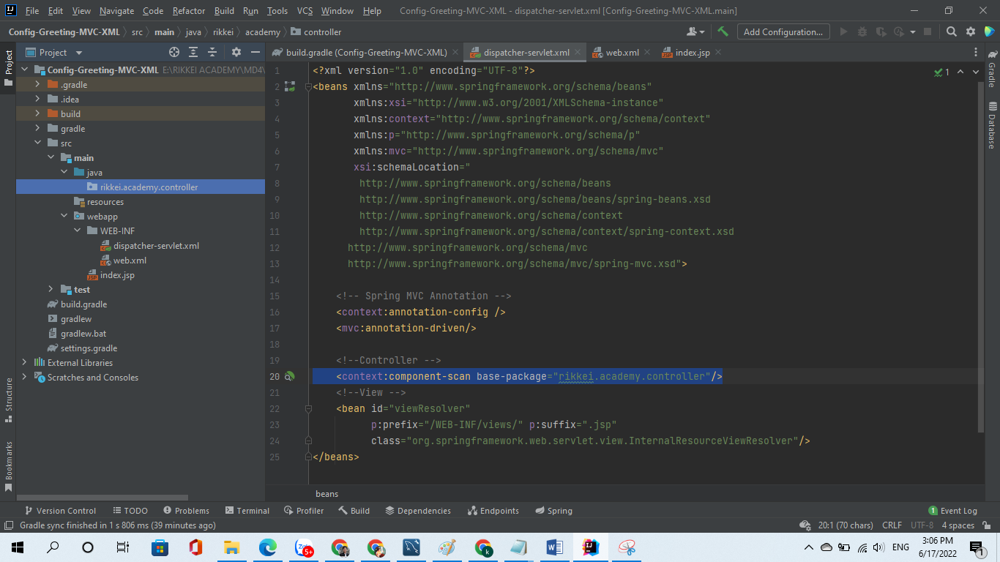 File Edit View Navigate Code Refactor Build Run Tools VCS Window Help Config-Greeting-MVC-XML - dispatcher-servlet.xml [Config-Greeting-MVC-XML.main]
Config-Greeting-MVC-XML src main java rikkei academy controller Add Configuration...
Project
build.gradle (Config-Greeting-MVC-XML) dispatcher-servlet.xml web.xml index.jsp
Config-Greeting-MVC-XML E:\RIKKEI ACADEMY\MD4\
.gradle
.idea
build
gradle
src
main
java
rikkei.academy.controller
resources
webapp
WEB-INF
dispatcher-servlet.xml
web.xml
index.jsp
test
build.gradle
gradlew
gradlew.bat
settings.gradle
External Libraries
Scratches and Consoles
Project
Structure
Bookmarks
1 <?xml version="1.0" encoding="UTF-8"?>
2 <beans xmlns="http://www.springframework.org/schema/beans"
3 xmlns:xsi="http://www.w3.org/2001/XMLSchema-instance"
4 xmlns:context="http://www.springframework.org/schema/context"
5 xmlns:p="http://www.springframework.org/schema/p"
6 xmlns:mvc="http://www.springframework.org/schema/mvc"
7 xsi:schemaLocation="
8 http://www.springframework.org/schema/beans
9 http://www.springframework.org/schema/beans/spring-beans.xsd
10 http://www.springframework.org/schema/context
11 http://www.springframework.org/schema/context/spring-context.xsd
12 http://www.springframework.org/schema/mvc
13 http://www.springframework.org/schema/mvc/spring-mvc.xsd">
14
15 <!-- Spring MVC Annotation -->
16 <context:annotation-config />
17 <mvc:annotation-driven/>
18
19 <!--Controller -->
20 <context:component-scan base-package="rikkei.academy.controller"/>
21 <!--View -->
22 <bean id="viewResolver"
23 p:prefix="/WEB-INF/views/" p:suffix=".jsp"
24 class="org.springframework.web.servlet.view.InternalResourceViewResolver"/>
25 </beans>
1
beans
Gradle
Database
Version Control TODO Problems Terminal Profiler Build Dependencies Endpoints Spring 1 Event Log
Gradle sync finished in 1 s 806 ms (39 minutes ago) 20:1 (70 chars) CRLF UTF-8 4 spaces
5+
ENG
3:06 PM
6/17/2022
1